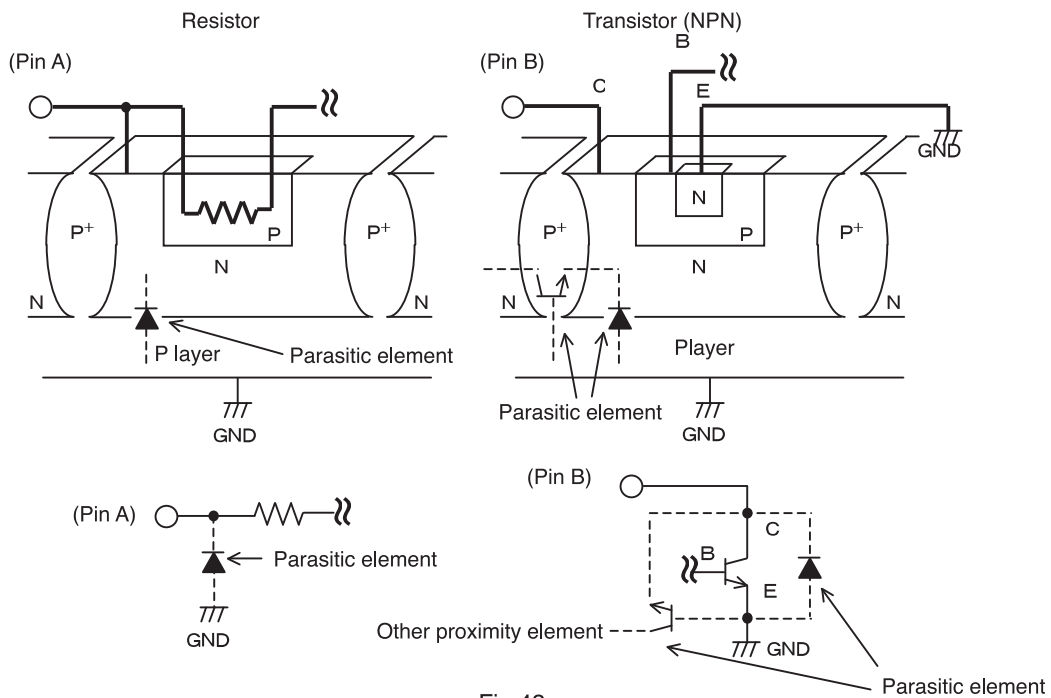 Resistor
Transistor (NPN)
(Pin A)
(Pin B)
B
C
E
GND
N
P+
P
N
P+
N
P layer
Parasitic element
GND
N
P+
N
P
N
P+
N
Player
Parasitic element
GND
(Pin A)
Parasitic element
GND
(Pin B)
C
B
E
Other proximity element
GND
Parasitic element